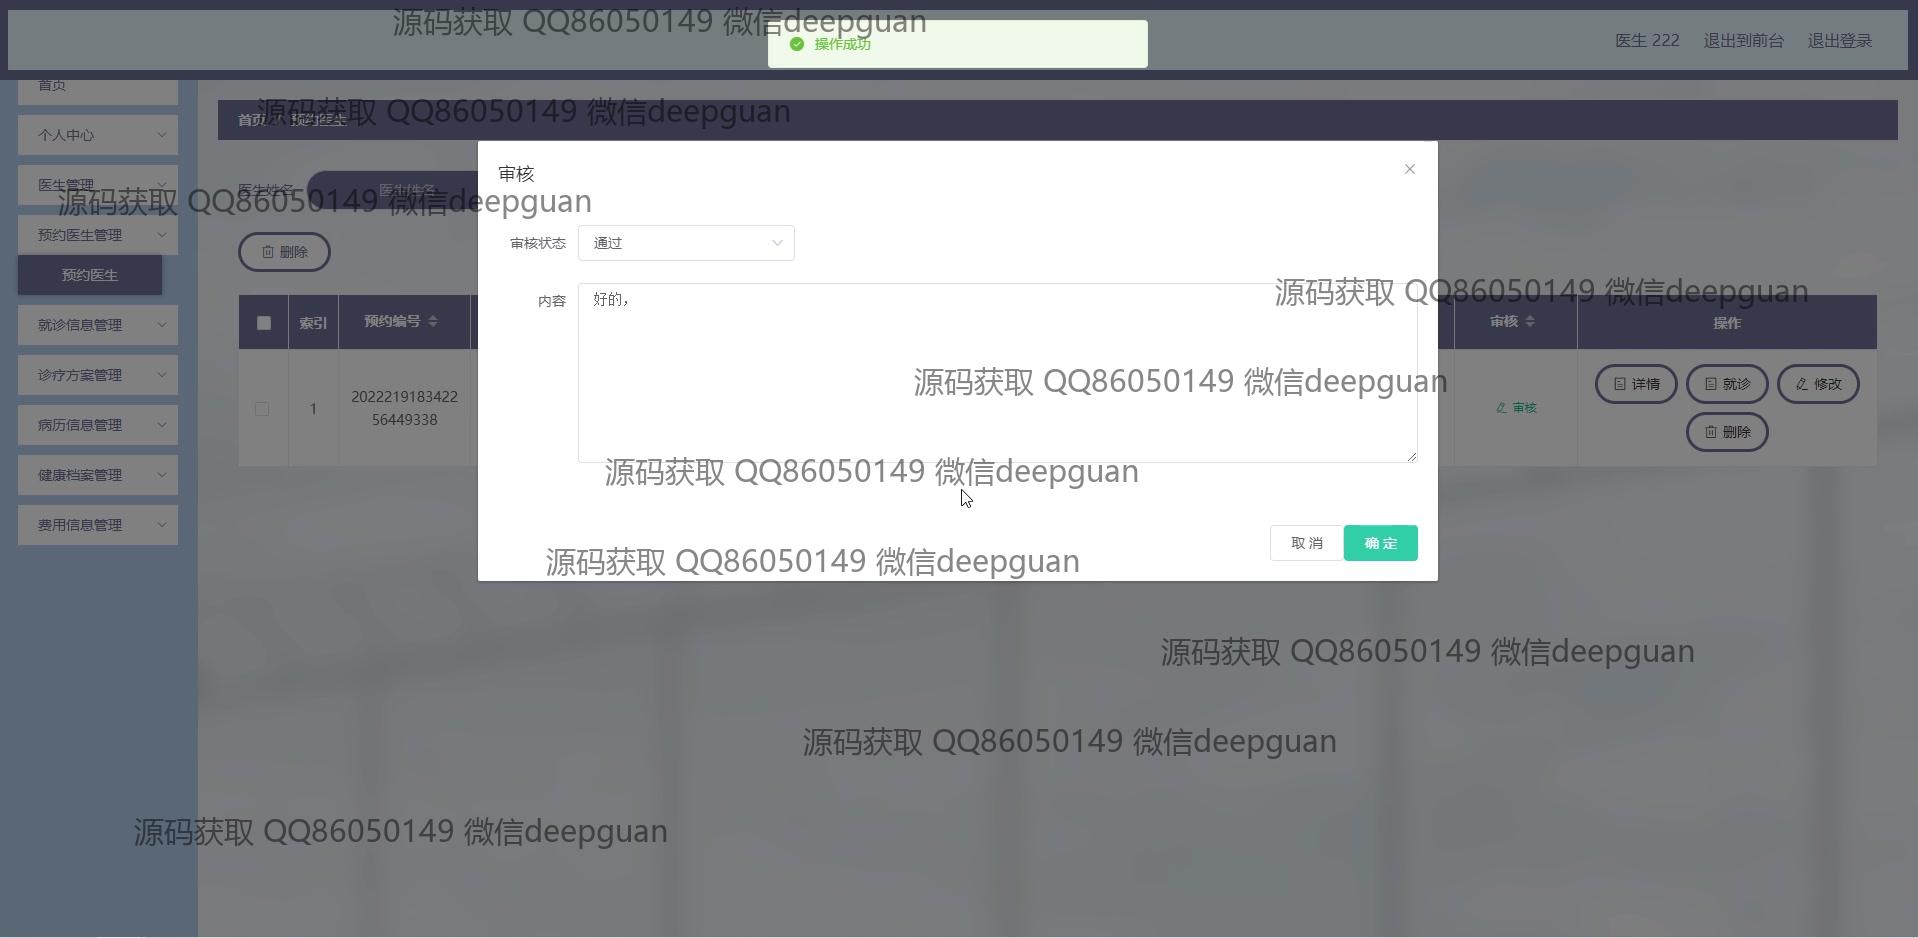 源码获取 QQ86050149 微信deepguan
操作成功
医生 222 退出到前台 退出登录
首页
源码获取 QQ86050149 微信deepguan
首页 预约医生
个人中心
审核
医生管理
医生姓名 医生姓名
源码获取 QQ86050149 微信deepguan
预约医生管理
删除
审核状态 通过
预约医生
内容 好的，
源码获取 QQ86050149 微信deepguan
就诊信息管理
索引 预约编号 审核 操作
诊疗方案管理
源码获取 QQ86050149 微信deepguan
详情 就诊 修改
1
2022219183422
56449338
审核
病历信息管理
删除
健康档案管理
源码获取 QQ86050149 微信deepguan
费用信息管理
取消 确定
源码获取 QQ86050149 微信deepguan
源码获取 QQ86050149 微信deepguan
源码获取 QQ86050149 微信deepguan
源码获取 QQ86050149 微信deepguan